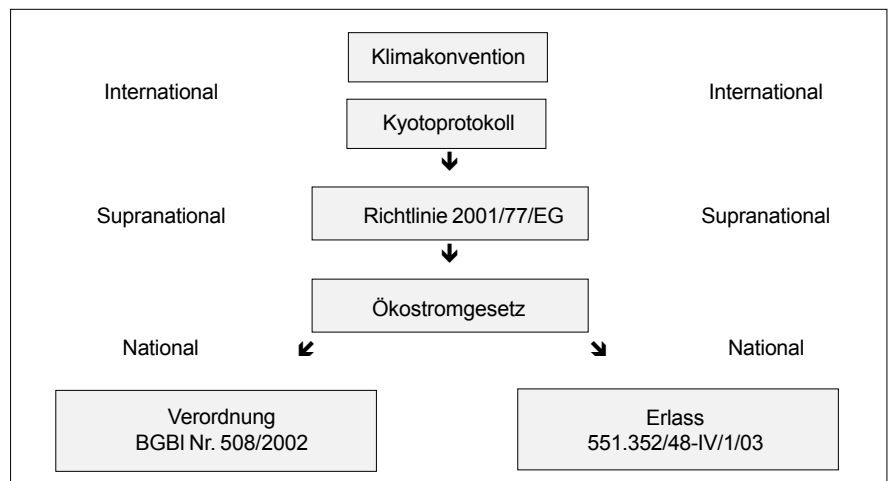 Klimakonvention
International International
Kyotoprotokoll
Supranational Richtlinie 2001/77/EG Supranational
Ökostromgesetz
National National
Verordnung
BGBl Nr. 508/2002
Erlass
551.352/48-IV/1/03